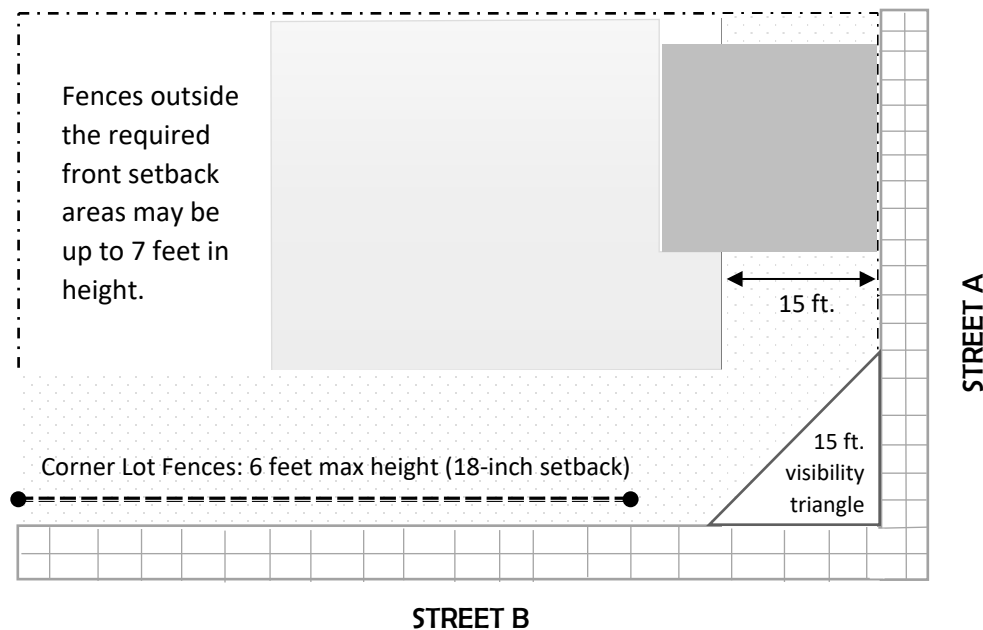 Fences outside
the required
front setback
areas may be
up to 7 feet in
height.
15 ft.
STREET A
Corner Lot Fences: 6 feet max height (18-inch setback)
15 ft.
visibility
triangle
STREET B